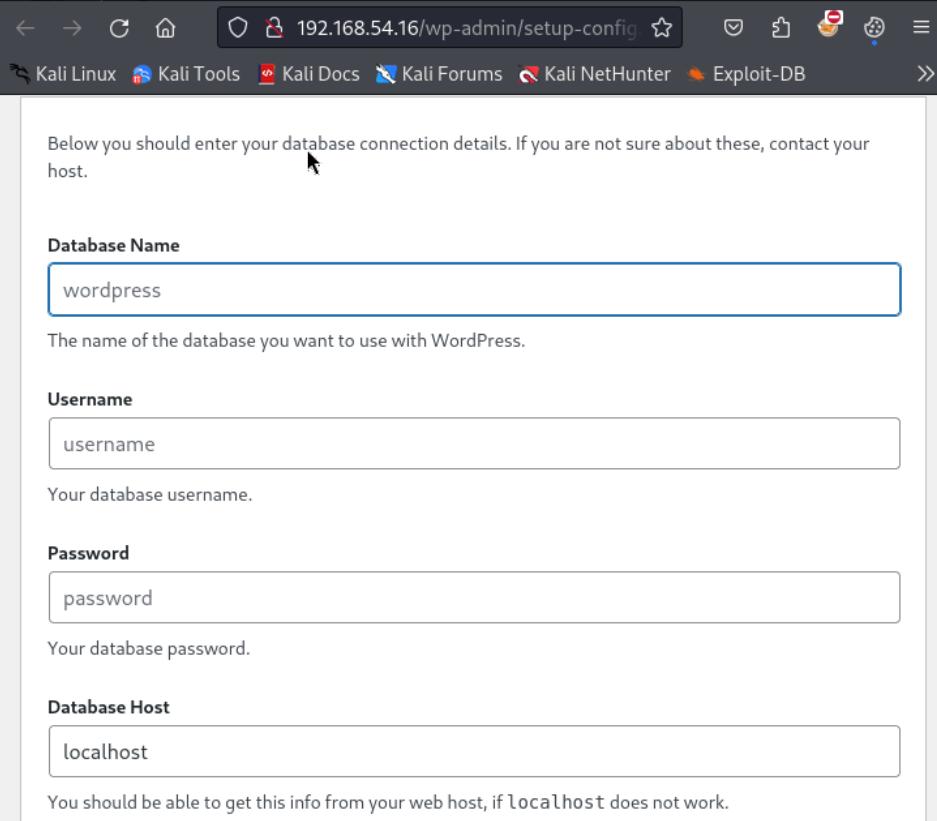 192.168.54.16/wp-admin/setup-config
Kali Linux Kali Tools Kali Docs Kali Forums Kali NetHunter Exploit-DB
Below you should enter your database connection details. If you are not sure about these, contact your
host.
Database Name
wordpress
The name of the database you want to use with WordPress.
Username
username
Your database username.
Password
password
Your database password.
Database Host
localhost
You should be able to get this info from your web host, if localhost does not work.